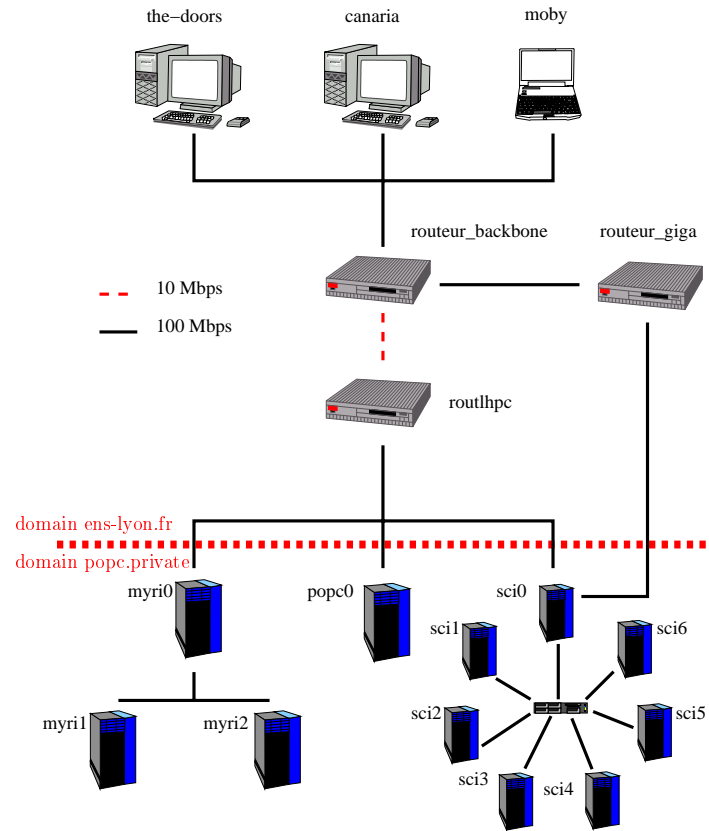 the−doors
canaria
moby
routeur_backbone
routeur_giga
10 Mbps
100 Mbps
routlhpc
domain ens-lyon.fr
domain popc.private
myri0
popc0
sci0
sci1
sci6
myri1
myri2
sci2
sci5
sci3
sci4